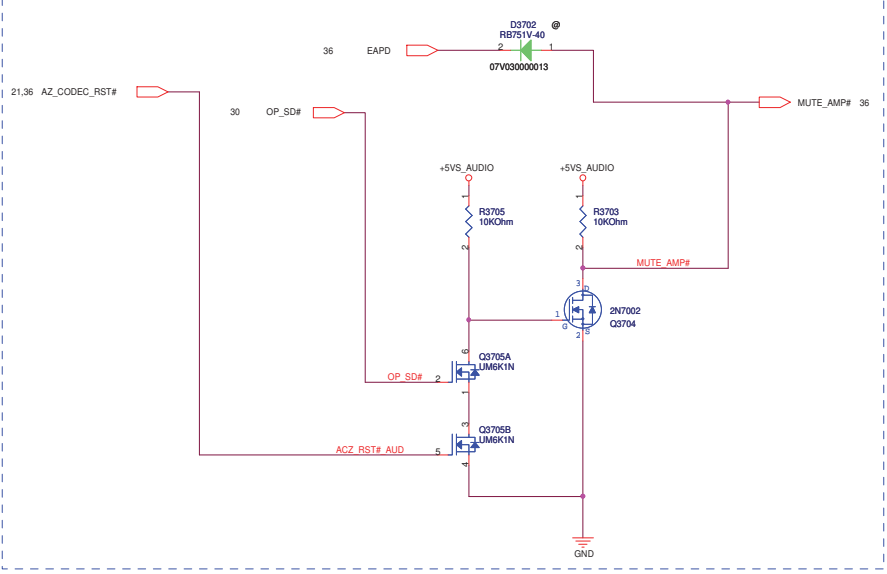 D3702 @
RB751V-40
36 EAPD 2 1
07V030000013
21,36 AZ_CODEC_RST#
MUTE_AMP# 36
30 OP_SD#
+5VS_AUDIO +5VS_AUDIO
1 1
R3705 R3703
10KOhm 10KOhm
2 2
MUTE_AMP#
3 D
2N7002
1
Q3704
G
2 S
6
Q3705A
UM6K1N
OP_SD# 2
1
3
Q3705B
UM6K1N
ACZ_RST#_AUD 5
4
GND